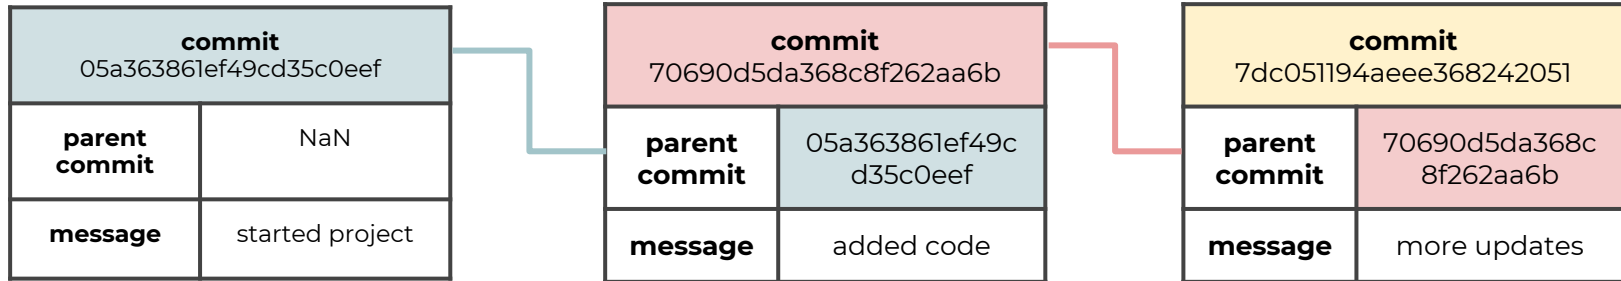 commit
05a363861ef49cd35c0eef
parent
commit
NaN
message
started project
commit
70690d5da368c8f262aa6b
parent
commit
05a363861ef49c
d35c0eef
message
added code
commit
7dc051194aeee368242051
parent
commit
70690d5da368c
8f262aa6b
message
more updates